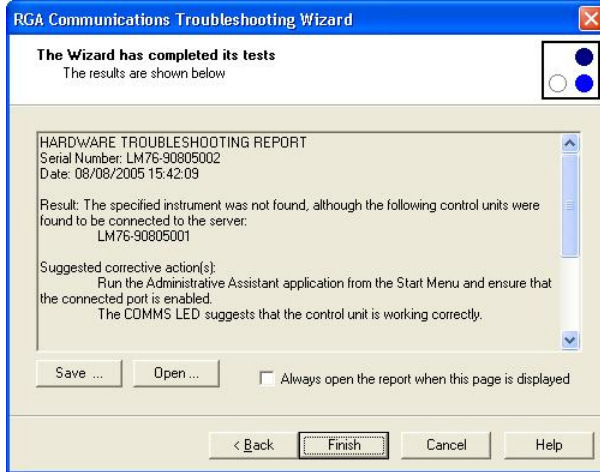 RGA Communications Troubleshooting Wizard
The Wizard has completed its tests
The results are shown below
HARDWARE TROUBLESHOOTING REPORT
Serial Number: LM76-90805002
Date: 08/08/2005 15:42:09
Result: The specified instrument was not found, although the following control units were
found to be connected to the server:
LM76-90805001
Suggested corrective action(s):
Run the Administrative Assistant application from the Start Menu and ensure that
the connected port is enabled.
The COMMS LED suggests that the control unit is working correctly.
Save ... Open ... Always open the report when this page is displayed
< Back Finish Cancel Help